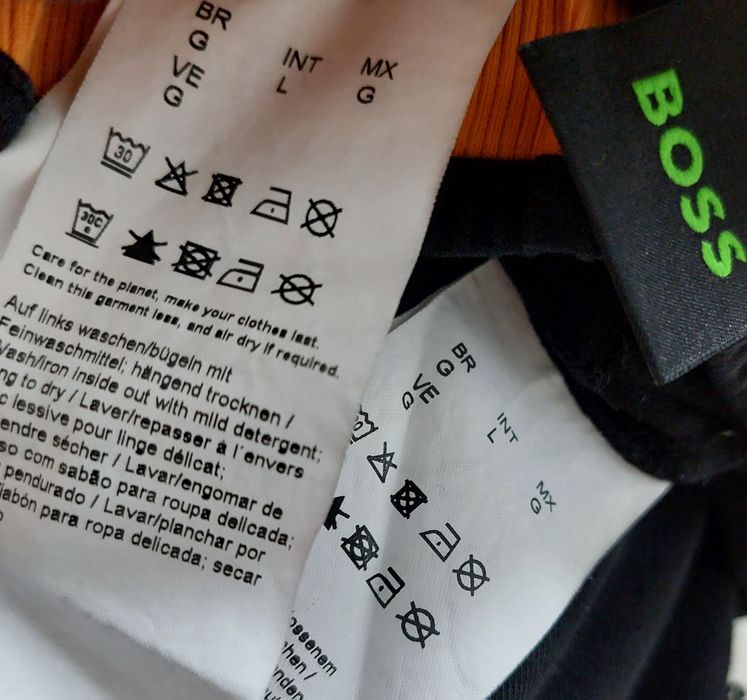 BR
G
VE
G
INT
L
MX
G
30
30C
Care for the planet, make your clothes last.
Clean this garment less, and air dry if required.
Auf links waschen/bügeln mit
Feinwaschmittel; hängend trocknen /
Wash/iron inside out with mild detergent;
to dry / Laver/repasser à l'envers
lessive pour linge délicat;
sécher / Lavar/engomar de
com sabão para roupa delicada;
pendurado / Lavar/planchar por
jabón para ropa delicada; secar
BOSS
BR
G
VE
G
INT
L
MX
G